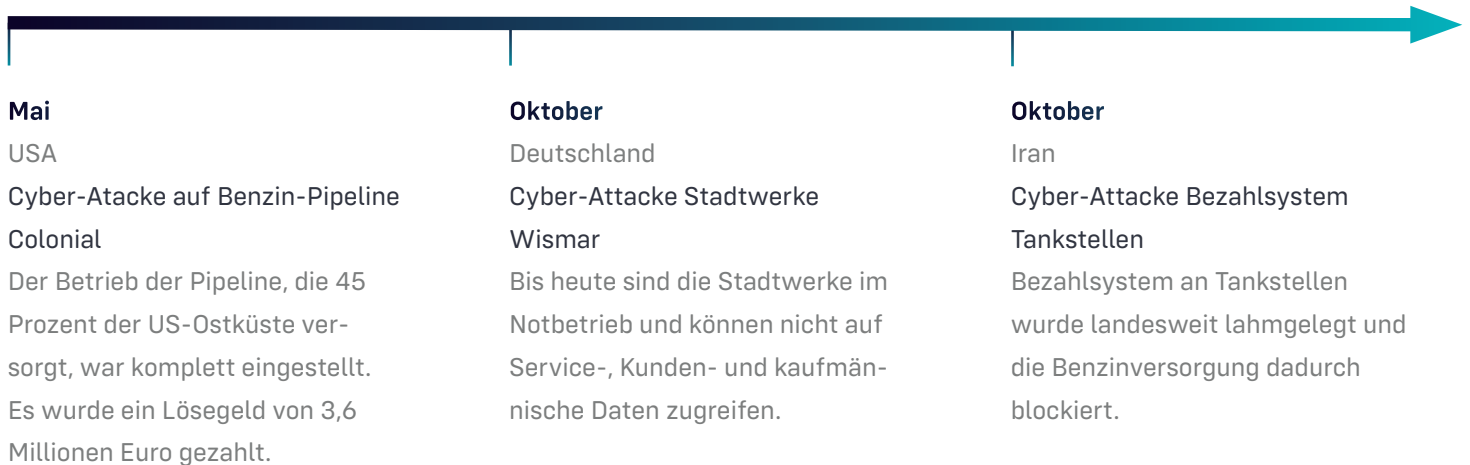 Mai
USA
Cyber-Atacke auf Benzin-Pipeline
Colonial
Der Betrieb der Pipeline, die 45
Prozent der US-Ostküste ver-
sorgt, war komplett eingestellt.
Es wurde ein Lösegeld von 3,6
Millionen Euro gezahlt.
Oktober
Deutschland
Cyber-Attacke Stadtwerke
Wismar
Bis heute sind die Stadtwerke im
Notbetrieb und können nicht auf
Service-, Kunden- und kaufmän-
nische Daten zugreifen.
Oktober
Iran
Cyber-Attacke Bezahlsystem
Tankstellen
Bezahlsystem an Tankstellen
wurde landesweit lahmgelegt und
die Benzinversorgung dadurch
blockiert.